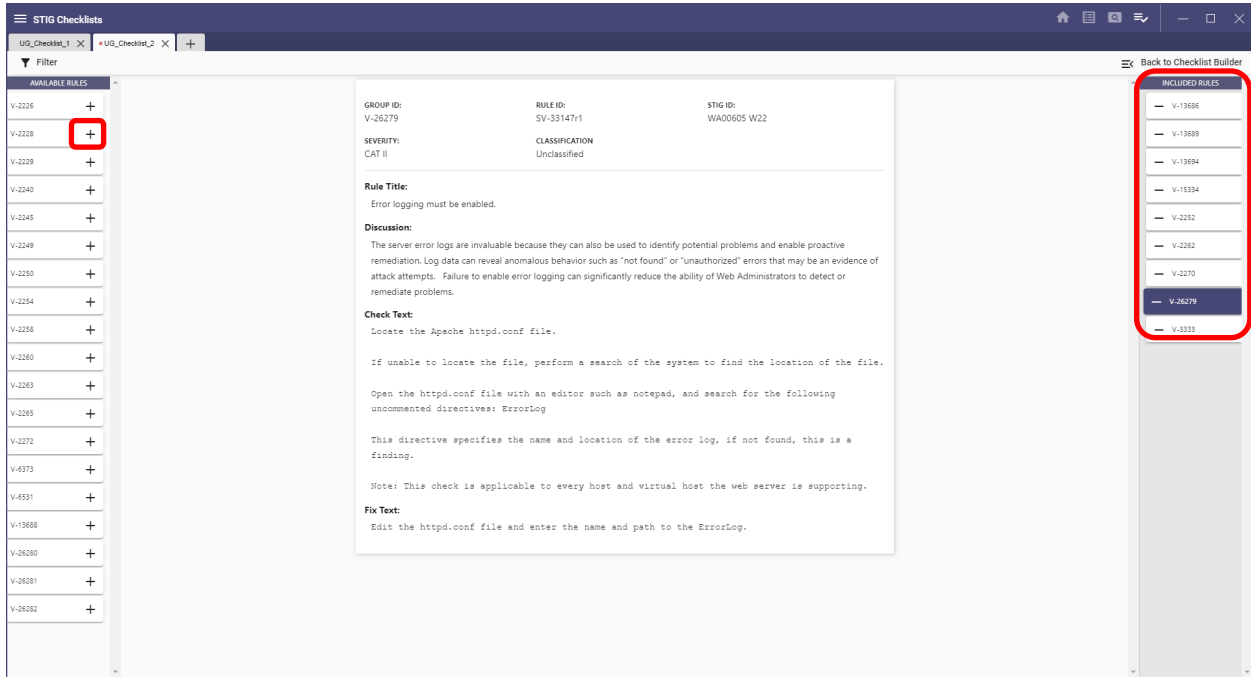 STIG Checklists
UG_Checklist_1
*UG_Checklist_2
Filter
Back to Checklist Builder
AVAILABLE RULES
V-2226
V-2228
V-2229
V-2240
V-2245
V-2249
V-2250
V-2254
V-2258
V-2260
V-2263
V-2265
V-2272
V-6373
V-6531
V-13688
V-26280
V-26281
V-26282
GROUP ID: RULE ID: STIG ID:
V-26279 SV-33147r1 WA00605 W22
SEVERITY: CLASSIFICATION
CAT II Unclassified
Rule Title:
Error logging must be enabled.
Discussion:
The server error logs are invaluable because they can also be used to identify potential problems and enable proactive
remediation. Log data can reveal anomalous behavior such as "not found" or "unauthorized" errors that may be an evidence of
attack attempts. Failure to enable error logging can significantly reduce the ability of Web Administrators to detect or
remediate problems.
Check Text:
Locate the Apache httpd.conf file.
If unable to locate the file, perform a search of the system to find the location of the file.
Open the httpd.conf file with an editor such as notepad, and search for the following
uncommented directives: ErrorLog
This directive specifies the name and location of the error log, if not found, this is a
finding.
Note: This check is applicable to every host and virtual host the web server is supporting.
Fix Text:
Edit the httpd.conf file and enter the name and path to the ErrorLog.
INCLUDED RULES
V-13686
V-13689
V-13694
V-15334
V-2252
V-2262
V-2270
V-26279
V-3333